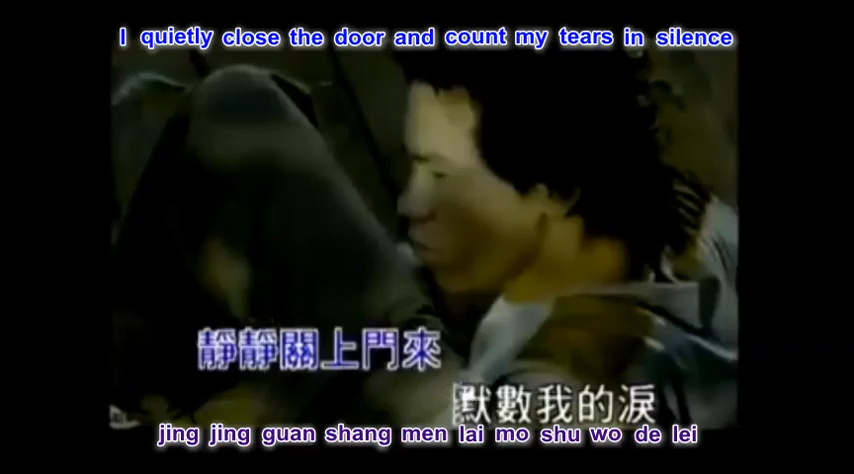 I quietly close the door and count my tears in silence
靜靜關上門來
默數我的淚
jing jing guan shang men lai mo shu wo de lei